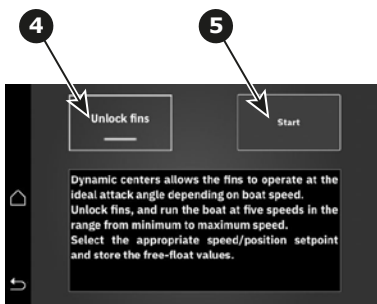 4
5
Unlock fins
Start
Dynamic centers allows the fins to operate at the
ideal attack angle depending on boat speed.
Unlock fins, and run the boat at five speeds in the
range from minimum to maximum speed.
Select the appropriate speed/position setpoint
and store the free-float values.